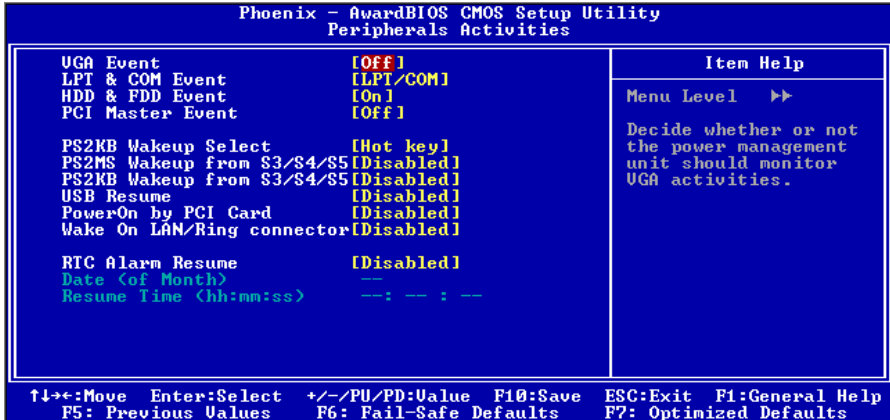 Phoenix - AwardBIOS CMOS Setup Utility
Peripherals Activities
VGA Event [Off]
LPT & COM Event [LPT/COM]
HDD & FDD Event [On]
PCI Master Event [Off]
PS2KB Wakeup Select [Hot key]
PS2MS Wakeup from S3/S4/S5[Disabled]
PS2KB Wakeup from S3/S4/S5[Disabled]
USB Resume [Disabled]
PowerOn by PCI Card [Disabled]
Wake On LAN/Ring connector[Disabled]
RTC Alarm Resume [Disabled]
Date (of Month) --
Resume Time (hh:mm:ss) --: -- : --
Item Help
Menu Level ►►
Decide whether or not
the power management
unit should monitor
VGA activities.
↑↓→←:Move Enter:Select +/-/PU/PD:Value F10:Save ESC:Exit F1:General Help
F5: Previous Values F6: Fail-Safe Defaults F7: Optimized Defaults